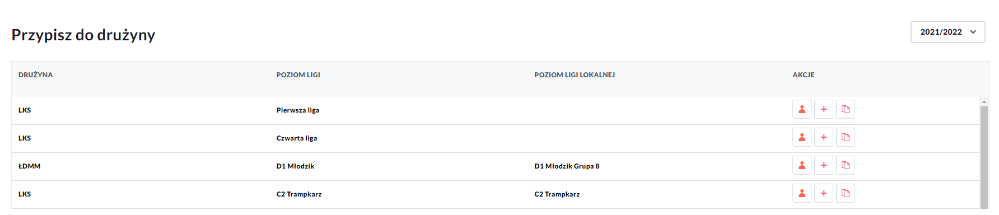 Przypisz do drużyny
2021/2022
DRUŻYNA POZIOM LIGI POZIOM LIGI LOKALNEJ AKCJE
LKS Pierwsza liga
LKS Czwarta liga
ŁDMM D1 Młodzik D1 Młodzik Grupa 8
LKS C2 Trampkarz C2 Trampkarz